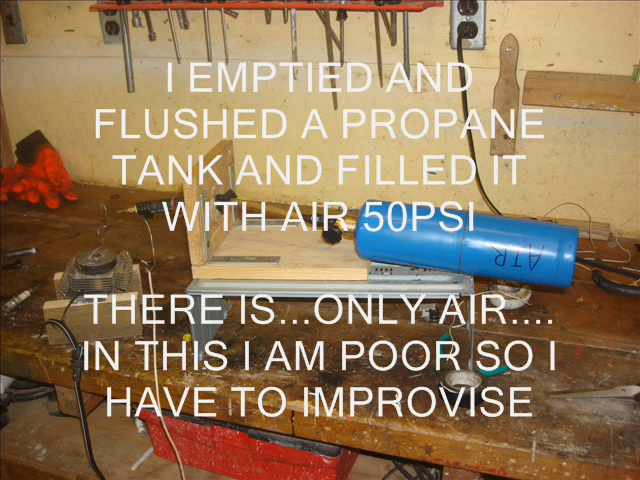 I EMPTIED AND
FLUSHED A PROPANE
TANK AND FILLED IT
WITH AIR 50PSI
AIR
THERE IS...ONLY AIR....
IN THIS I AM POOR SO I
HAVE TO IMPROVISE